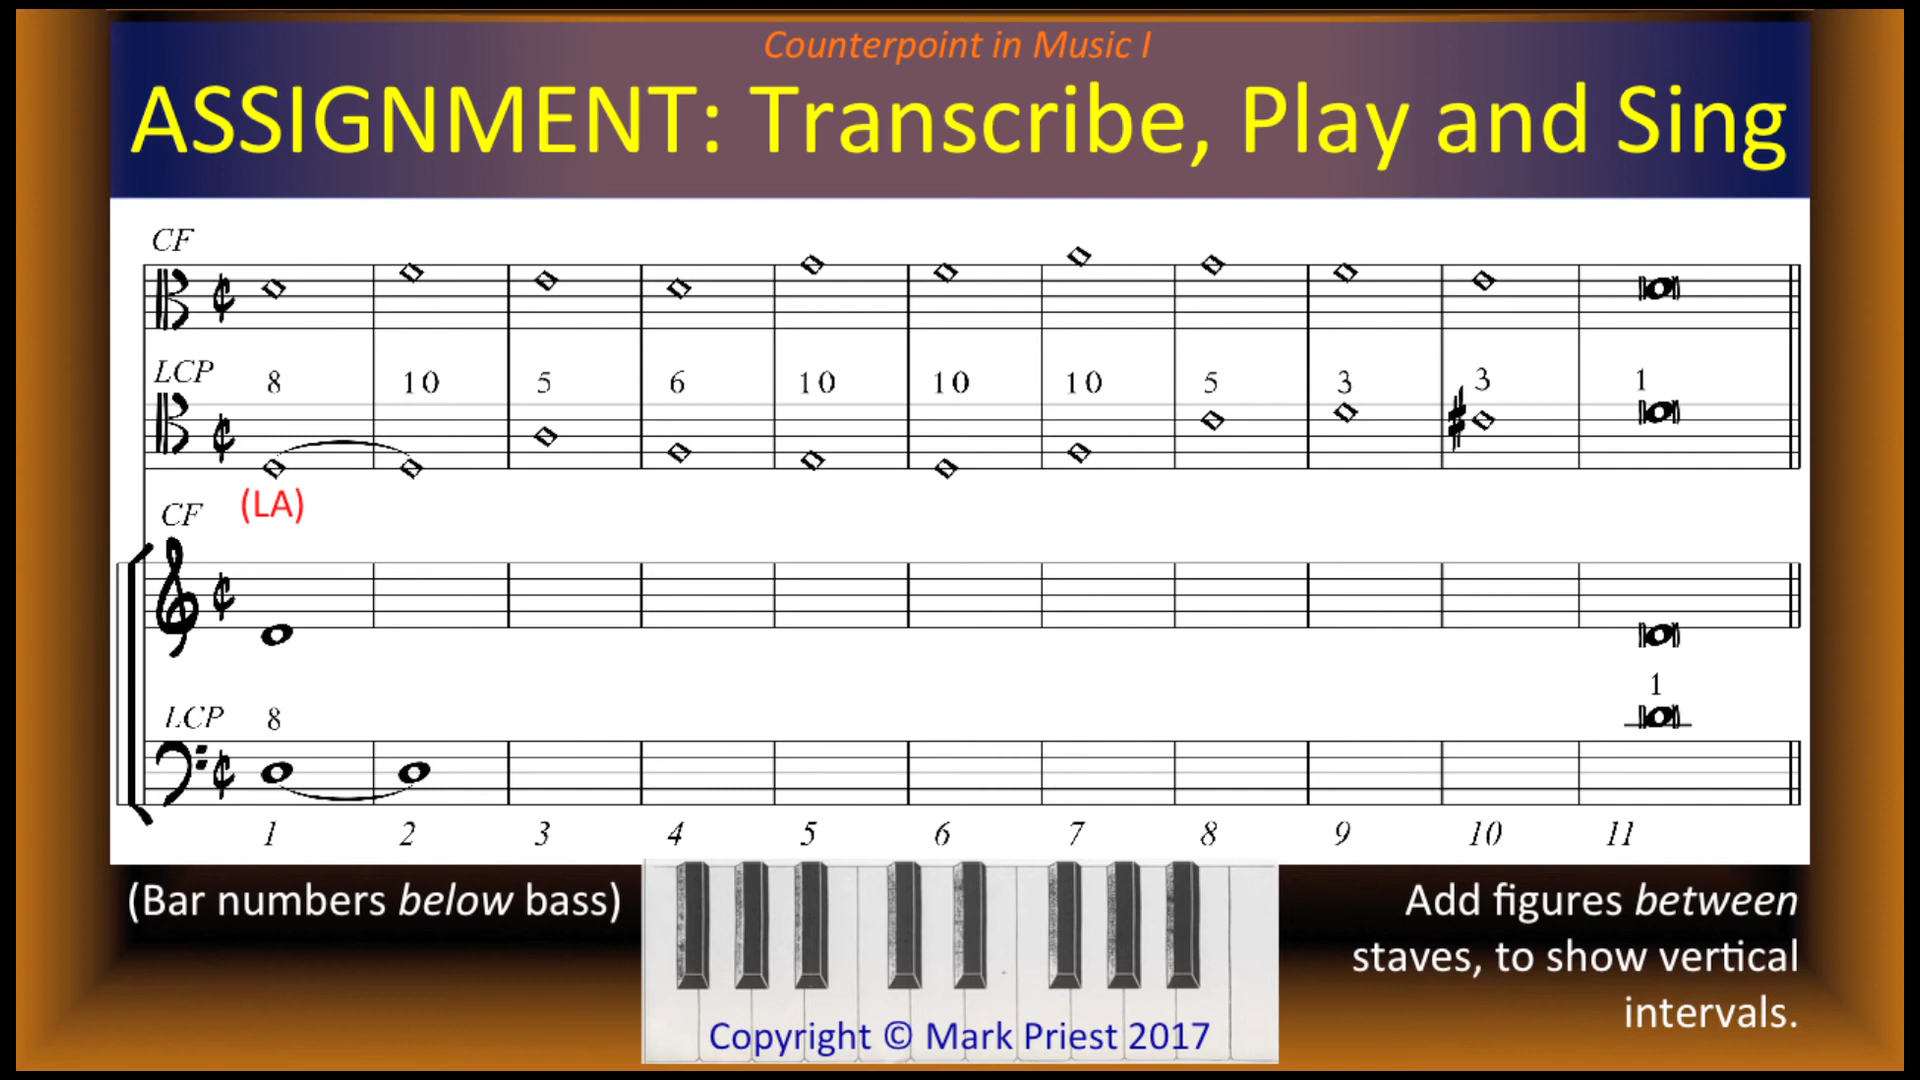 Counterpoint in Music I
ASSIGNMENT: Transcribe, Play and Sing
CF
LCP 8 10 5 6 10 10 10 5 3 3 1
(LA)
CF
1
LCP 8
1 2 3 4 5 6 7 8 9 10 11
(Bar numbers below bass)
Add figures between
staves, to show vertical
intervals.
Copyright © Mark Priest 2017